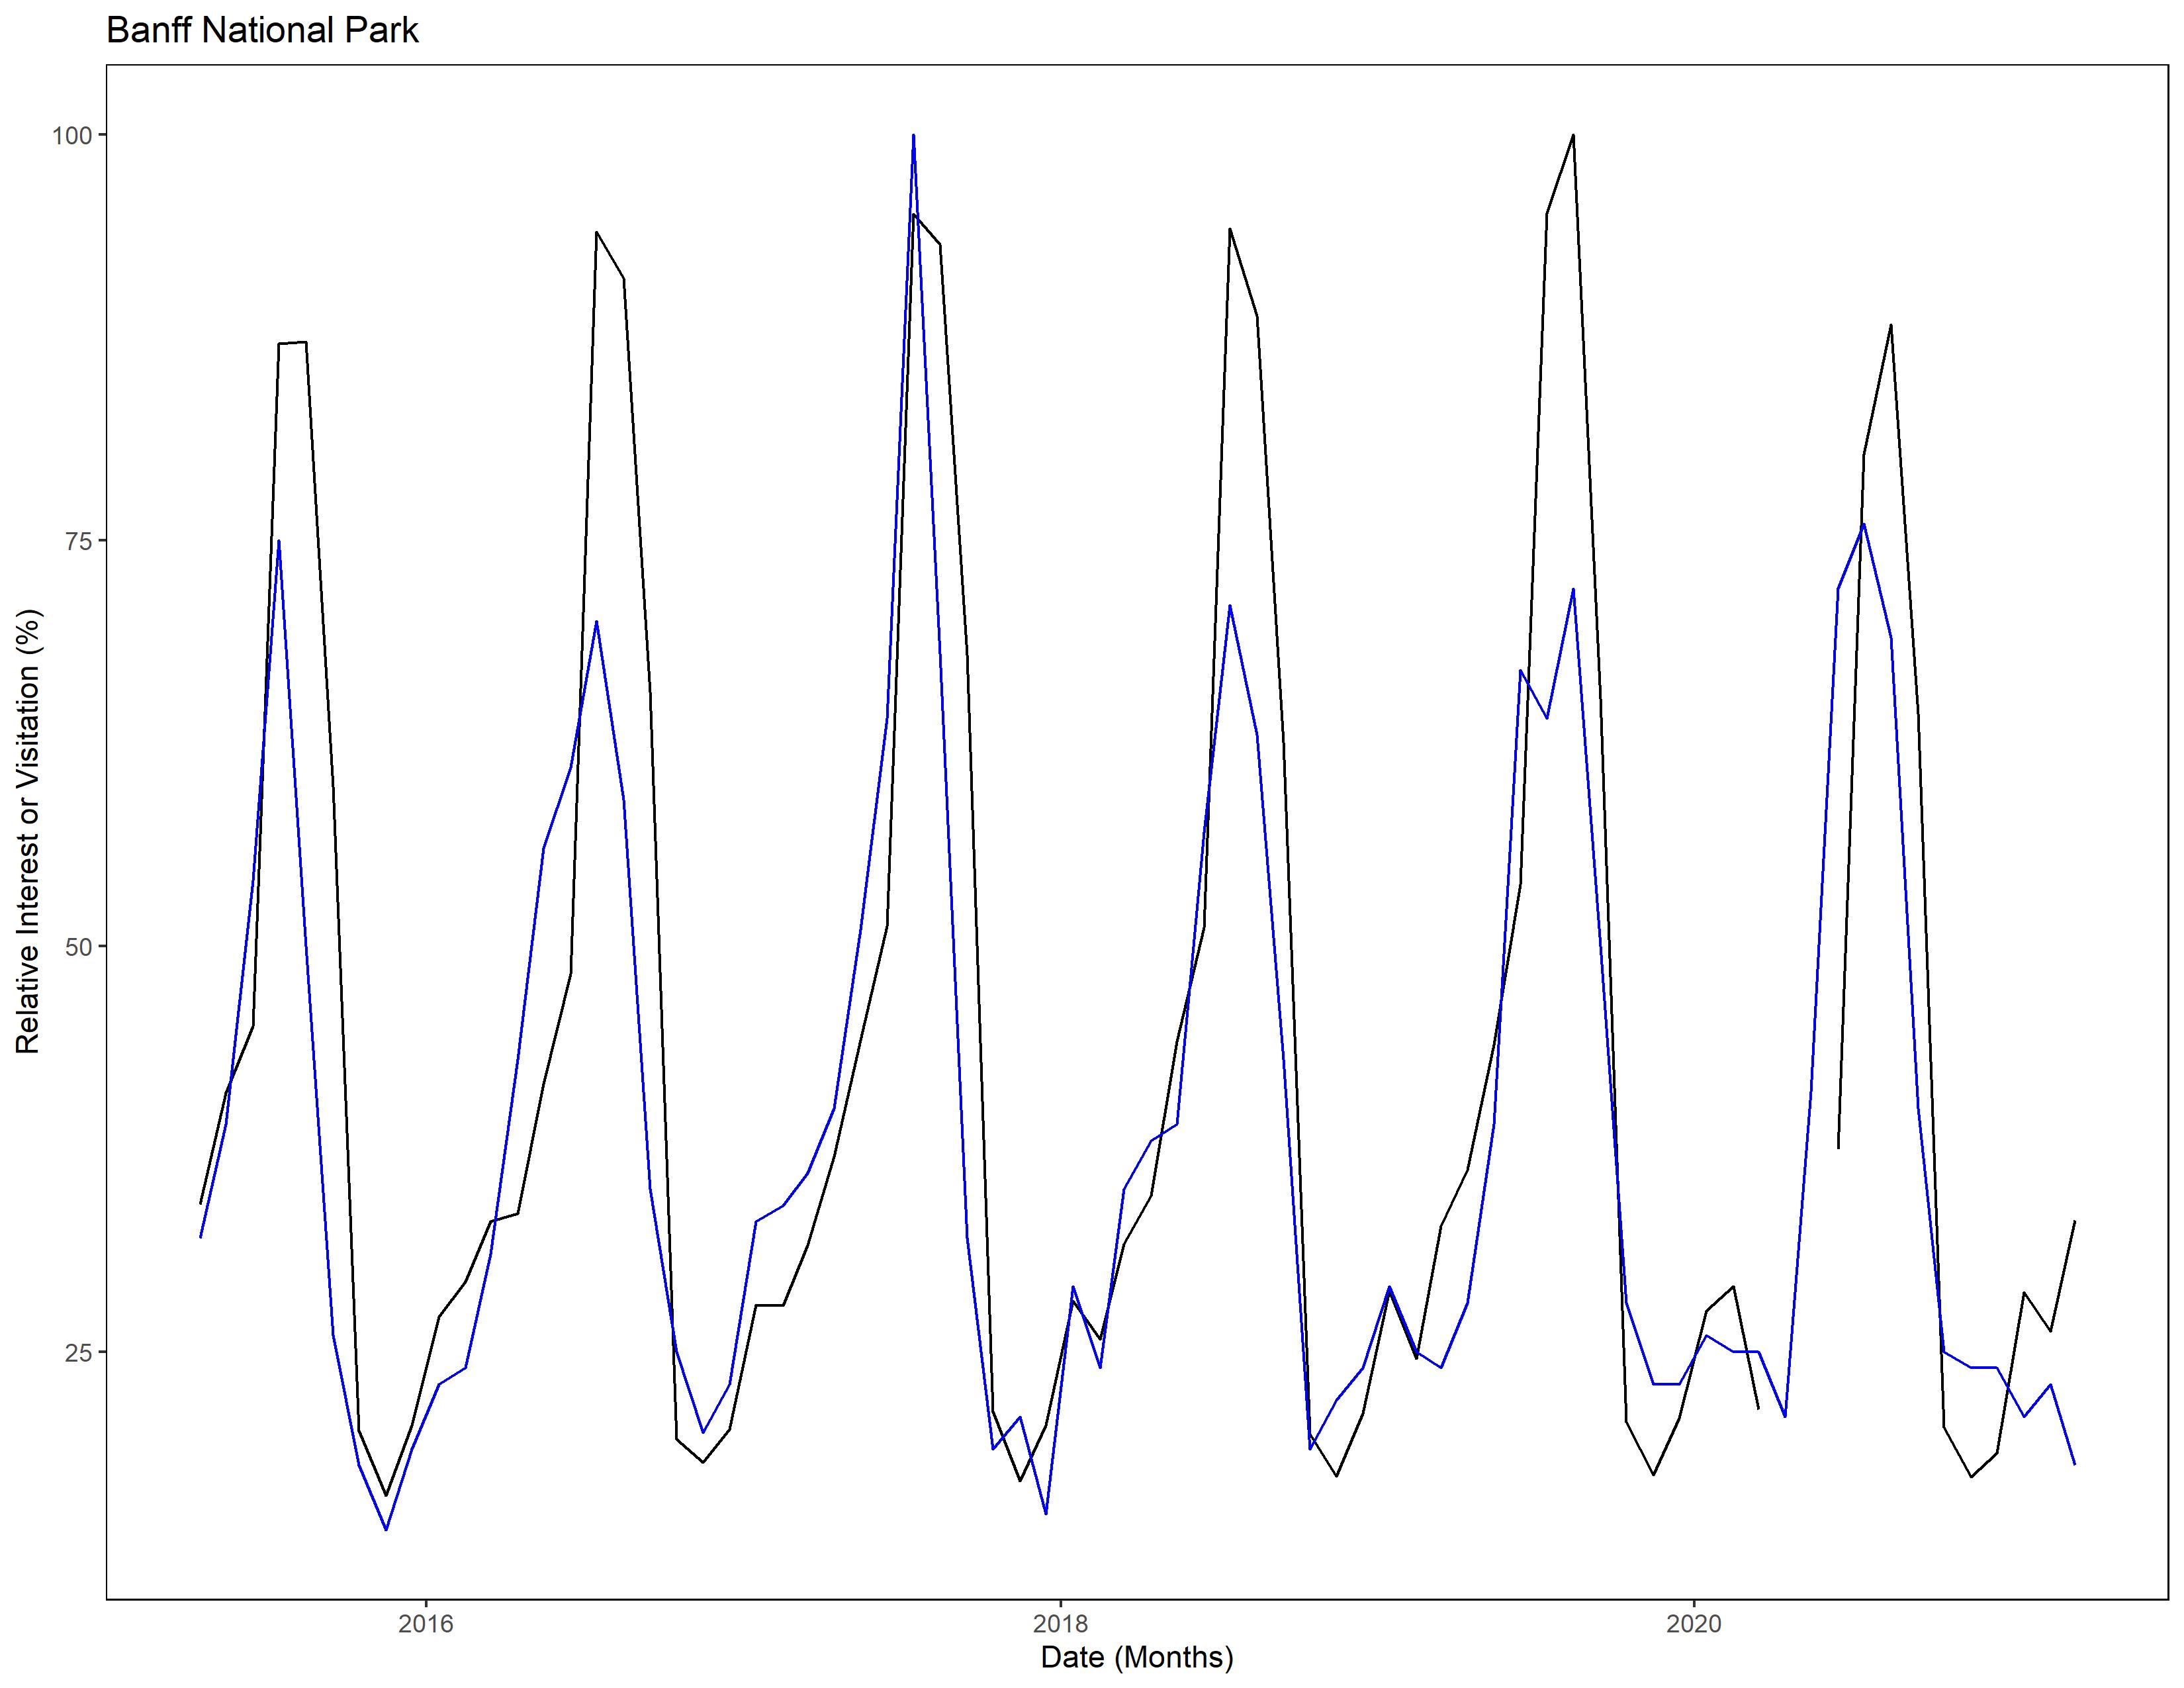 Banff National Park
100
75
50
25
Relative Interest or Visitation (%)
2016 2018 2020
Date (Months)